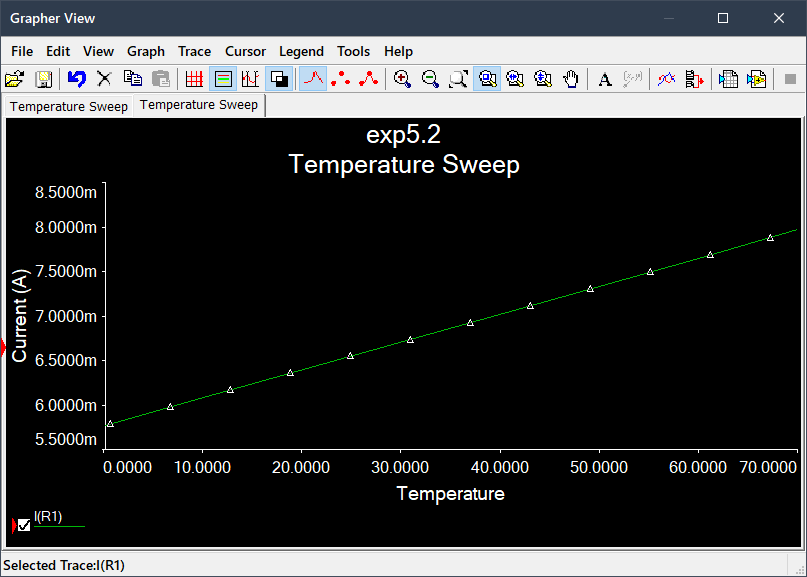 Grapher View
File Edit View Graph Trace Cursor Legend Tools Help
A
Temperature Sweep Temperature Sweep
exp5.2
Temperature Sweep
8.5000m
8.0000m
7.5000m
7.0000m
6.5000m
6.0000m
5.5000m
Current (A)
0.0000 10.0000 20.0000 30.0000 40.0000 50.0000 60.0000 70.0000
Temperature
I(R1)
Selected Trace:I(R1)